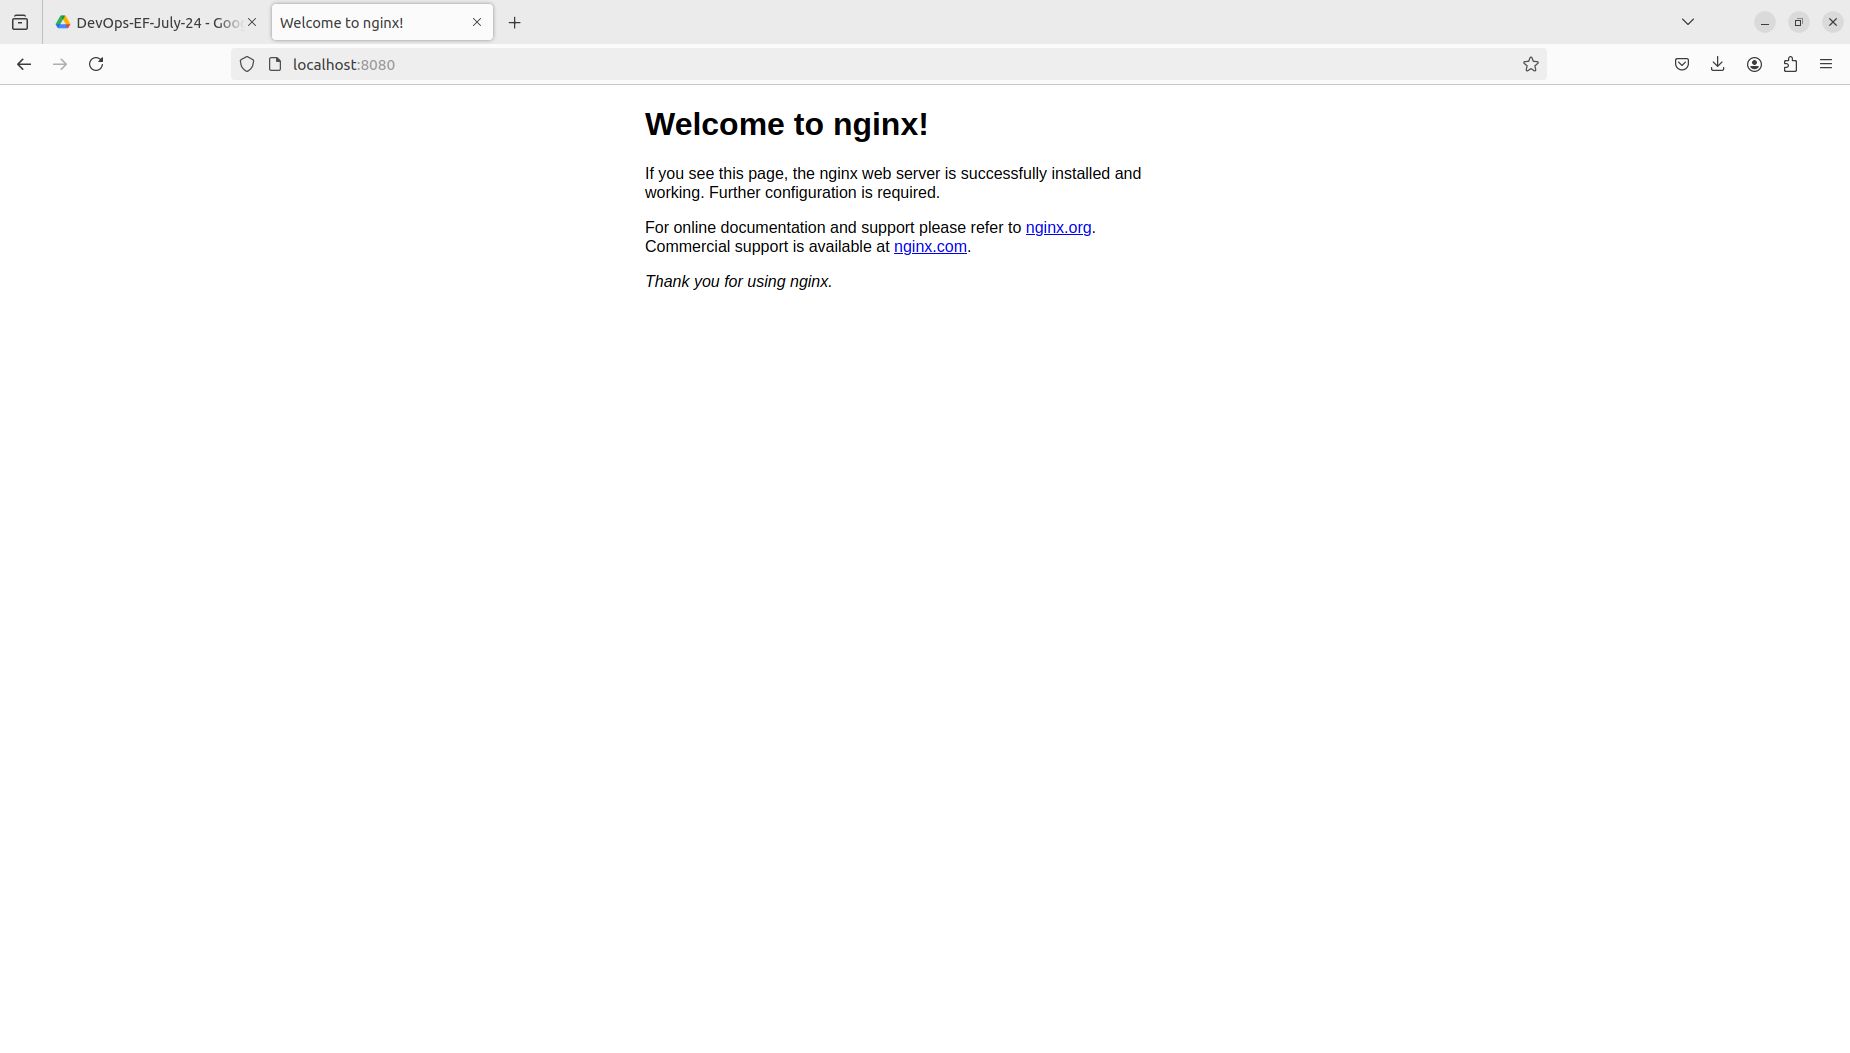 DevOps-EF-July-24 - Goo
Welcome to nginx!
localhost:8080
Welcome to nginx!
If you see this page, the nginx web server is successfully installed and
working. Further configuration is required.
For online documentation and support please refer to nginx.org.
Commercial support is available at nginx.com.
Thank you for using nginx.